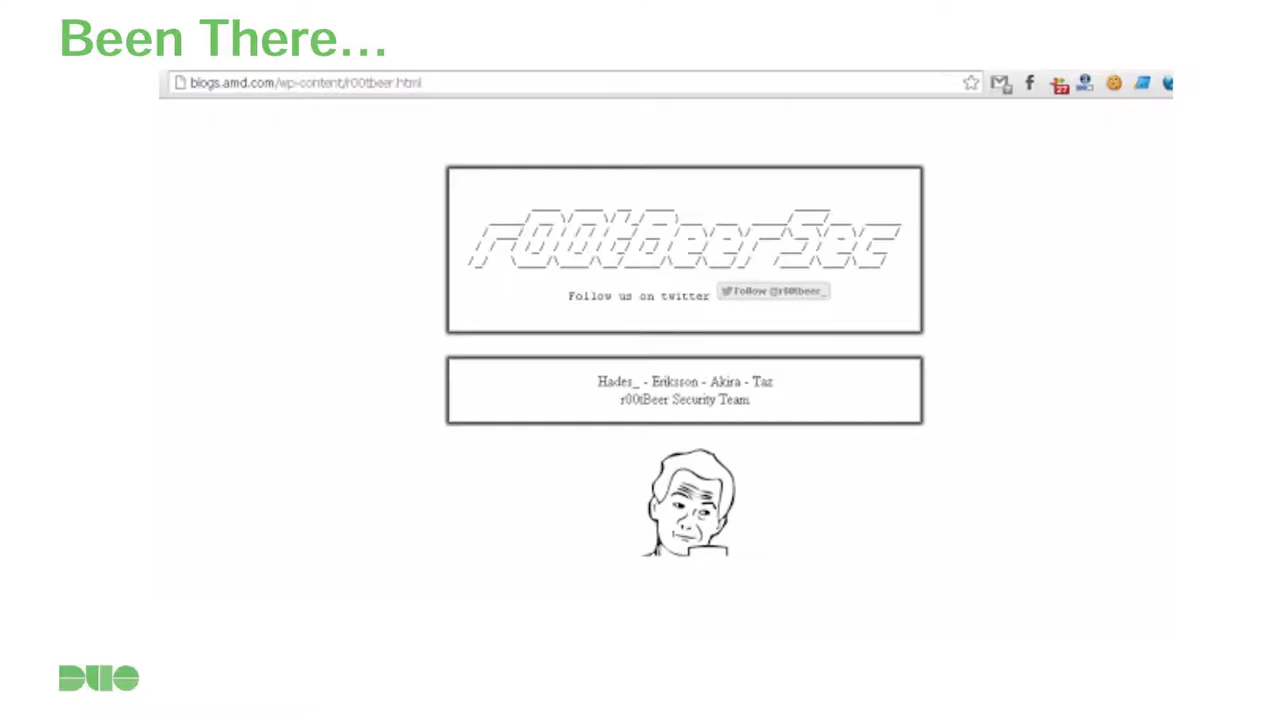 Been There…
blogs.amd.com/wp-content/r00tbeer.html
27
r00tBeerSec
Follow us on twitter Follow @r00tbeer_
Hades_ - Eriksson - Akira - Taz
r00tBeer Security Team
DUO